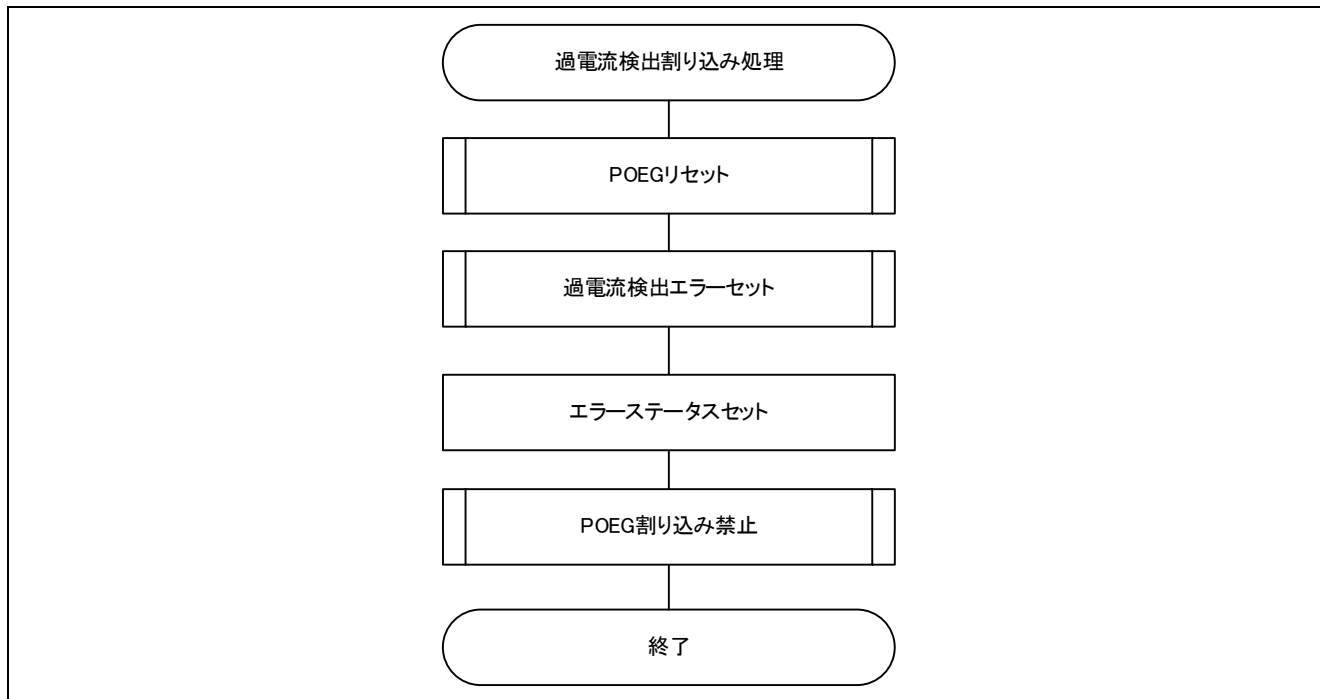 過電流検出割り込み処理
POEGリセット
過電流検出エラーセット
エラーステータスセット
POEG割り込み禁止
終了